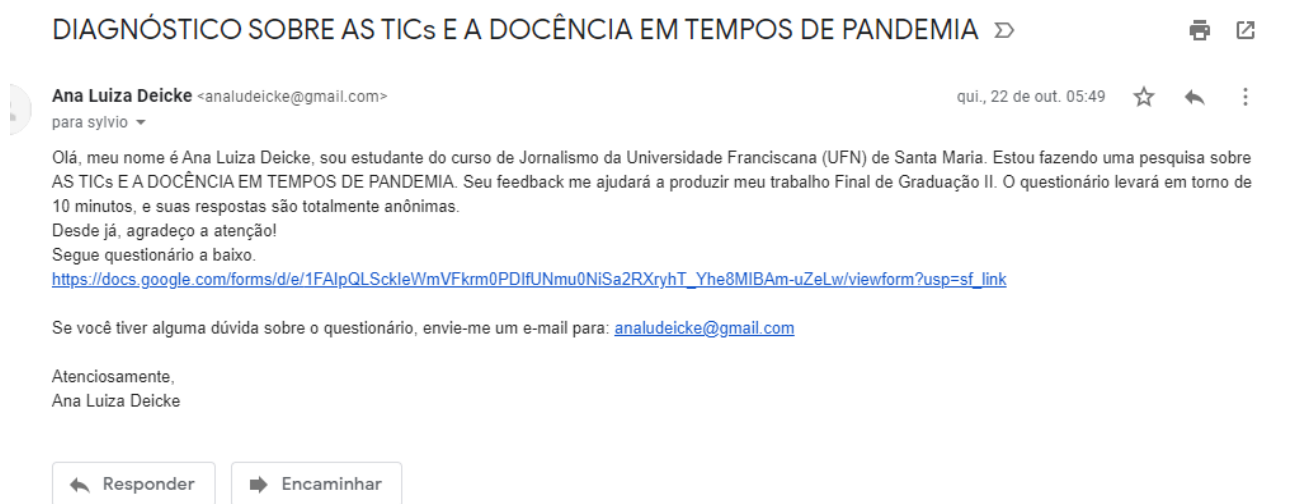 DIAGNÓSTICO SOBRE AS TICs E A DOCÊNCIA EM TEMPOS DE PANDEMIA
Ana Luiza Deicke <analudeicke@gmail.com>
qui., 22 de out. 05:49
para sylvio
Olá, meu nome é Ana Luiza Deicke, sou estudante do curso de Jornalismo da Universidade Franciscana (UFN) de Santa Maria. Estou fazendo uma pesquisa sobre
AS TICs E A DOCÊNCIA EM TEMPOS DE PANDEMIA. Seu feedback me ajudará a produzir meu trabalho Final de Graduação II. O questionário levará em torno de
10 minutos, e suas respostas são totalmente anônimas.
Desde já, agradeço a atenção!
Segue questionário a baixo.
https://docs.google.com/forms/d/e/1FAIpQLSckIeWmVFkrm0PDIfUNmu0NiSa2RXryhT_Yhe8MIBAm-uZeLw/viewform?usp=sf_link
Se você tiver alguma dúvida sobre o questionário, envie-me um e-mail para: analudeicke@gmail.com
Atenciosamente,
Ana Luiza Deicke
Responder
Encaminhar